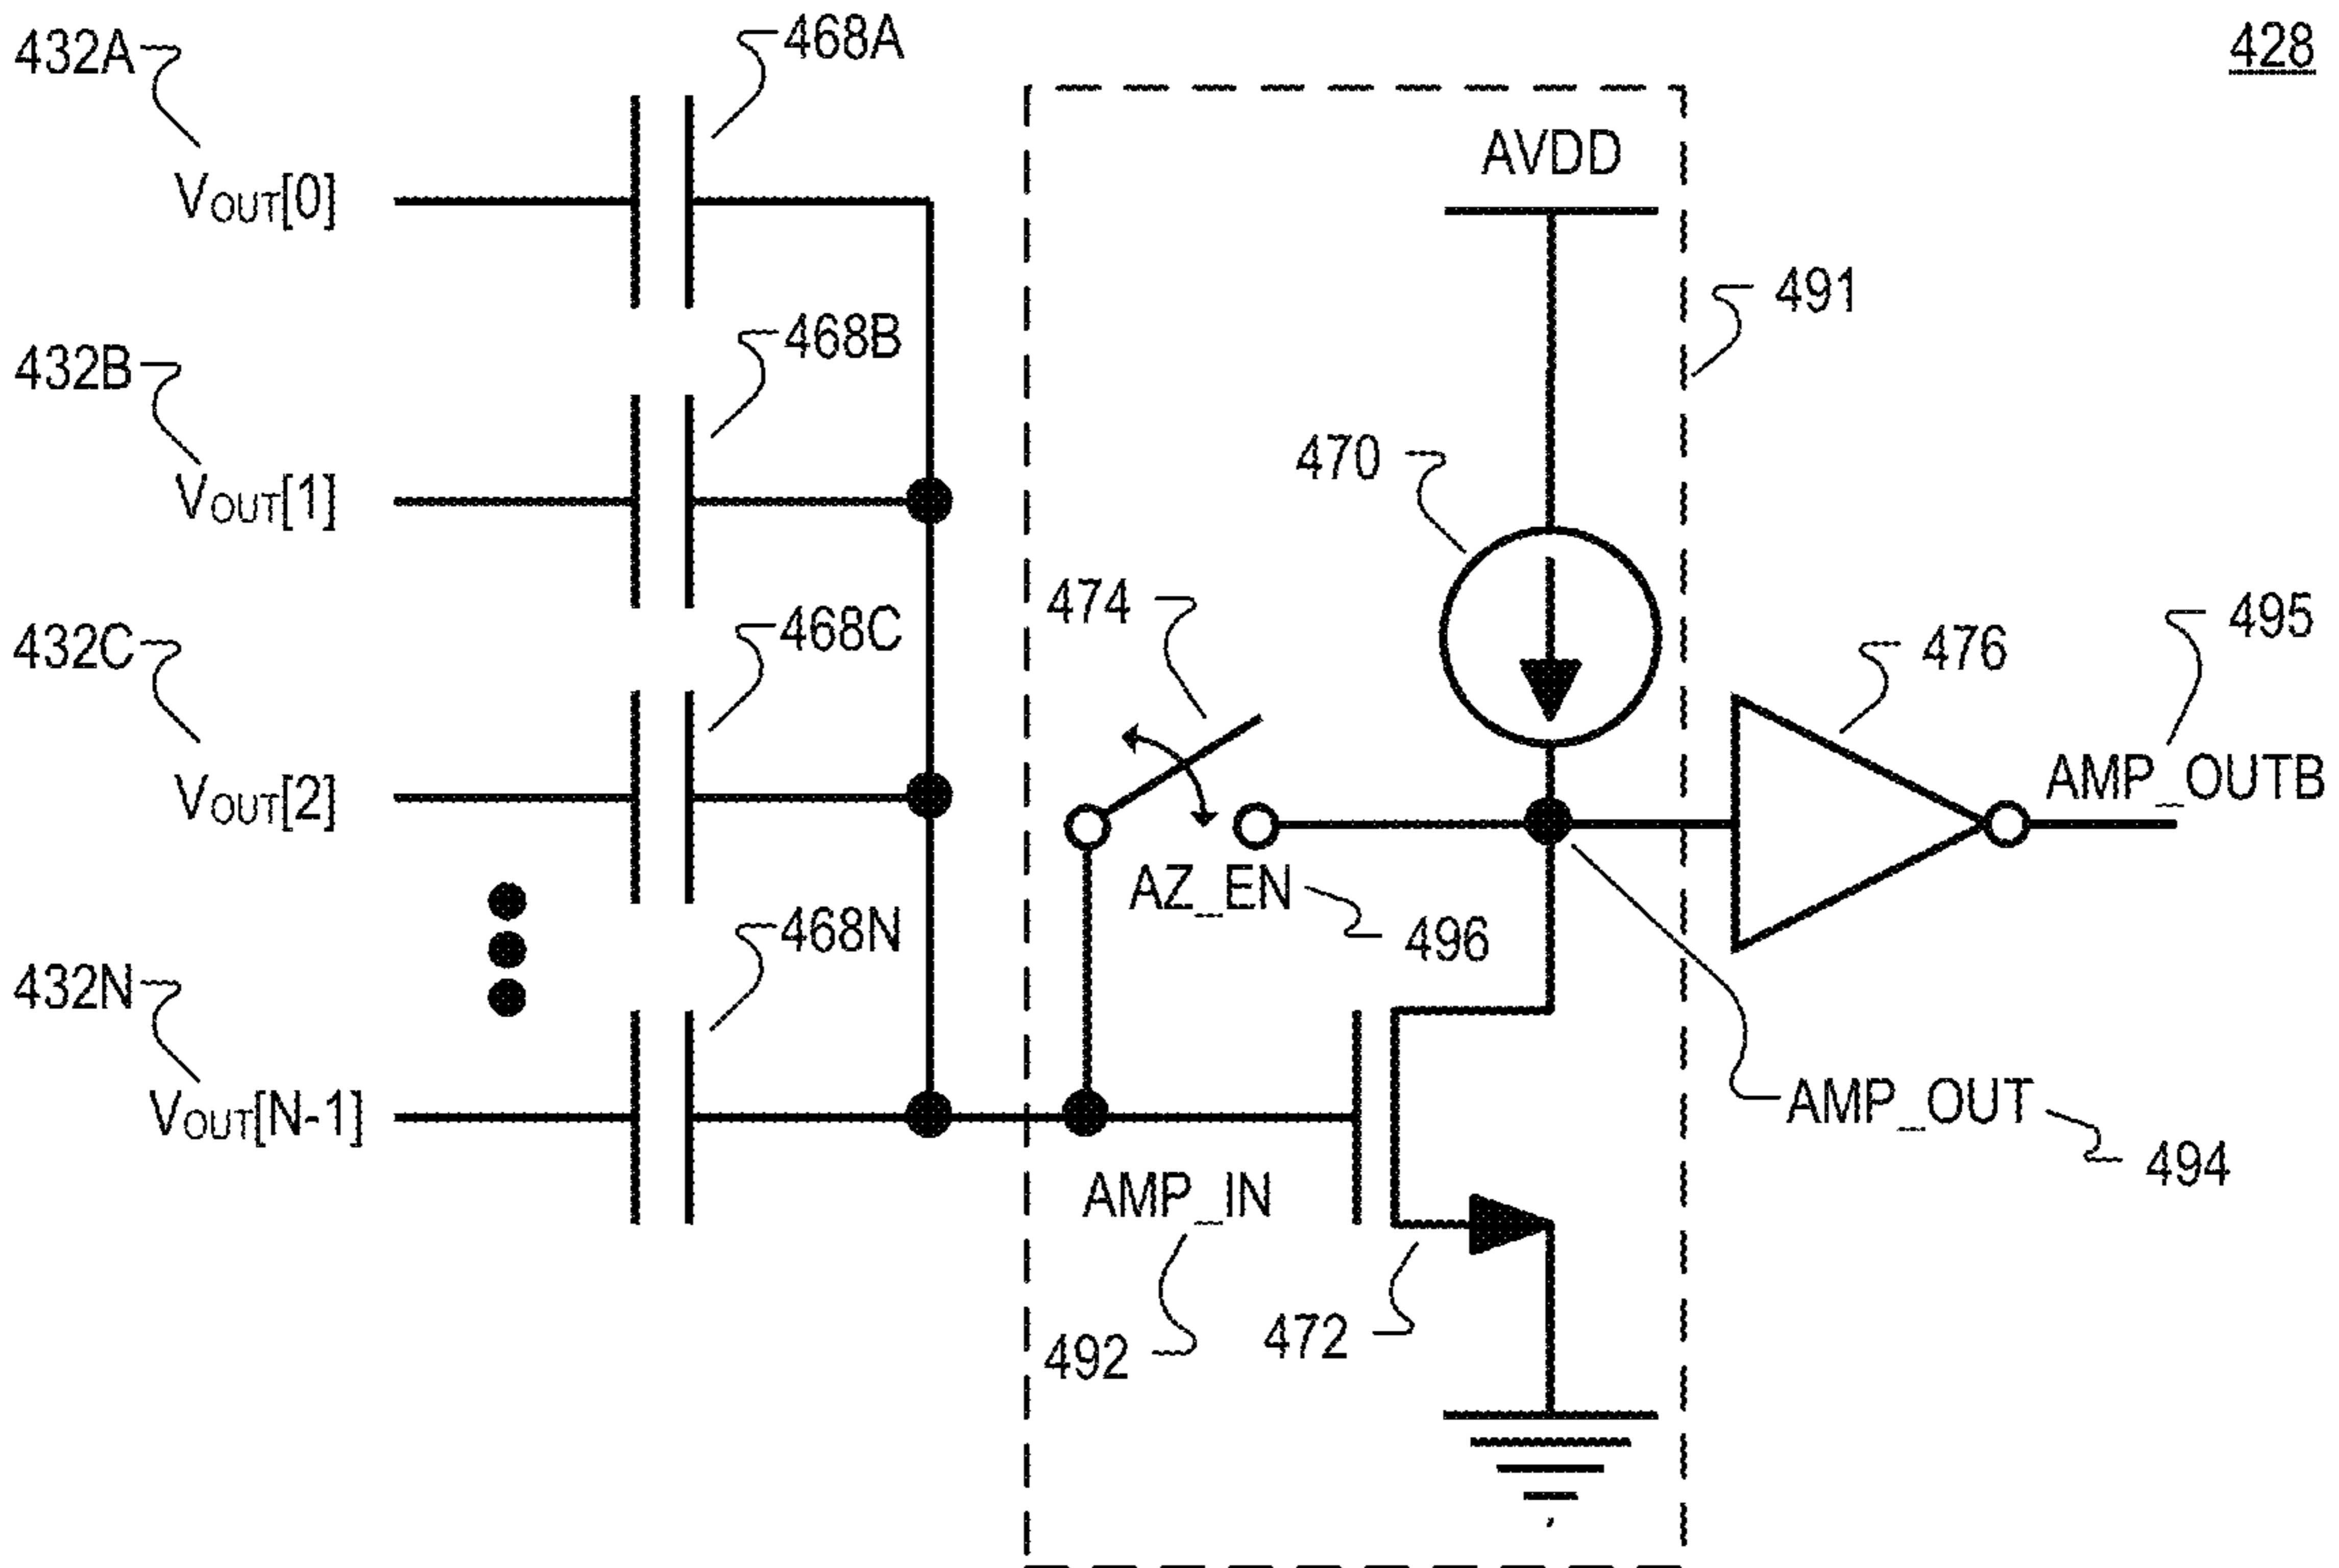 428
432A
468A
VOUT[0]
AVDD
491
432B
468B
VOUT[1]
470
474
495
432C
468C
476
VOUT[2]
AMP_OUTB
AZ_EN
496
432N
468N
VOUT[N-1]
AMP_IN
AMP_OUT
494
492
472